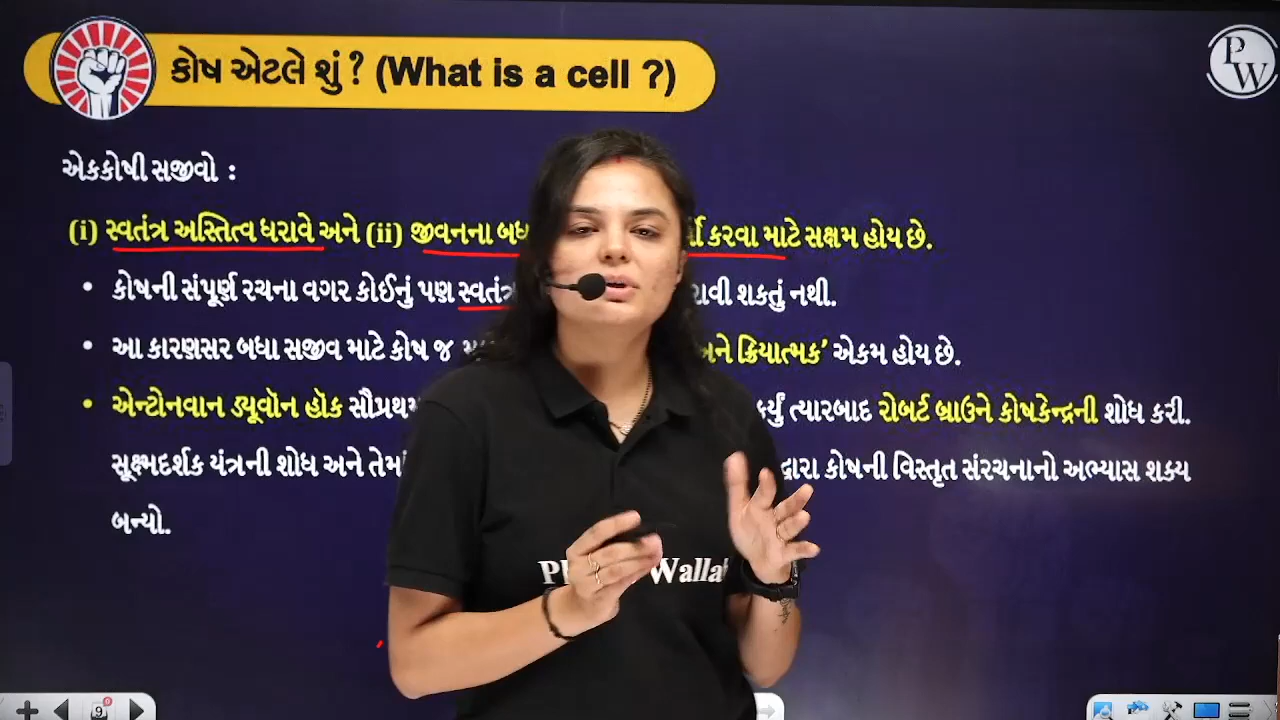 કોષ એટલે શું ? (What is a cell ?)
PW
એકકોષી સજીવો :
(i) સ્વતંત્ર અસ્તિત્વ ધરાવે અને (ii) જીવનના બધ કરવા માટે સક્ષમ હોય છે.
• કોષની સંપૂર્ણ રચના વગર કોઈનું પણ સ્વતંત્ર રાવી શકતું નથી.
• આ કારણસર બધા સજીવ માટે કોષ જ અને ક્રિયાત્મક' એકમ હોય છે.
• એન્ટોનવાન ડ્યૂવૉન હૉક સૌપ્રથમ કર્યું ત્યારબાદ રોબર્ટ બ્રાઉને કોષકેન્દ્રની શોધ કરી.
સૂક્ષ્મદર્શક યંત્રની શોધ અને તેમાં દ્વારા કોષની વિસ્તૃત સંરચનાનો અભ્યાસ શક્ય
બન્યો.
Wallah
9